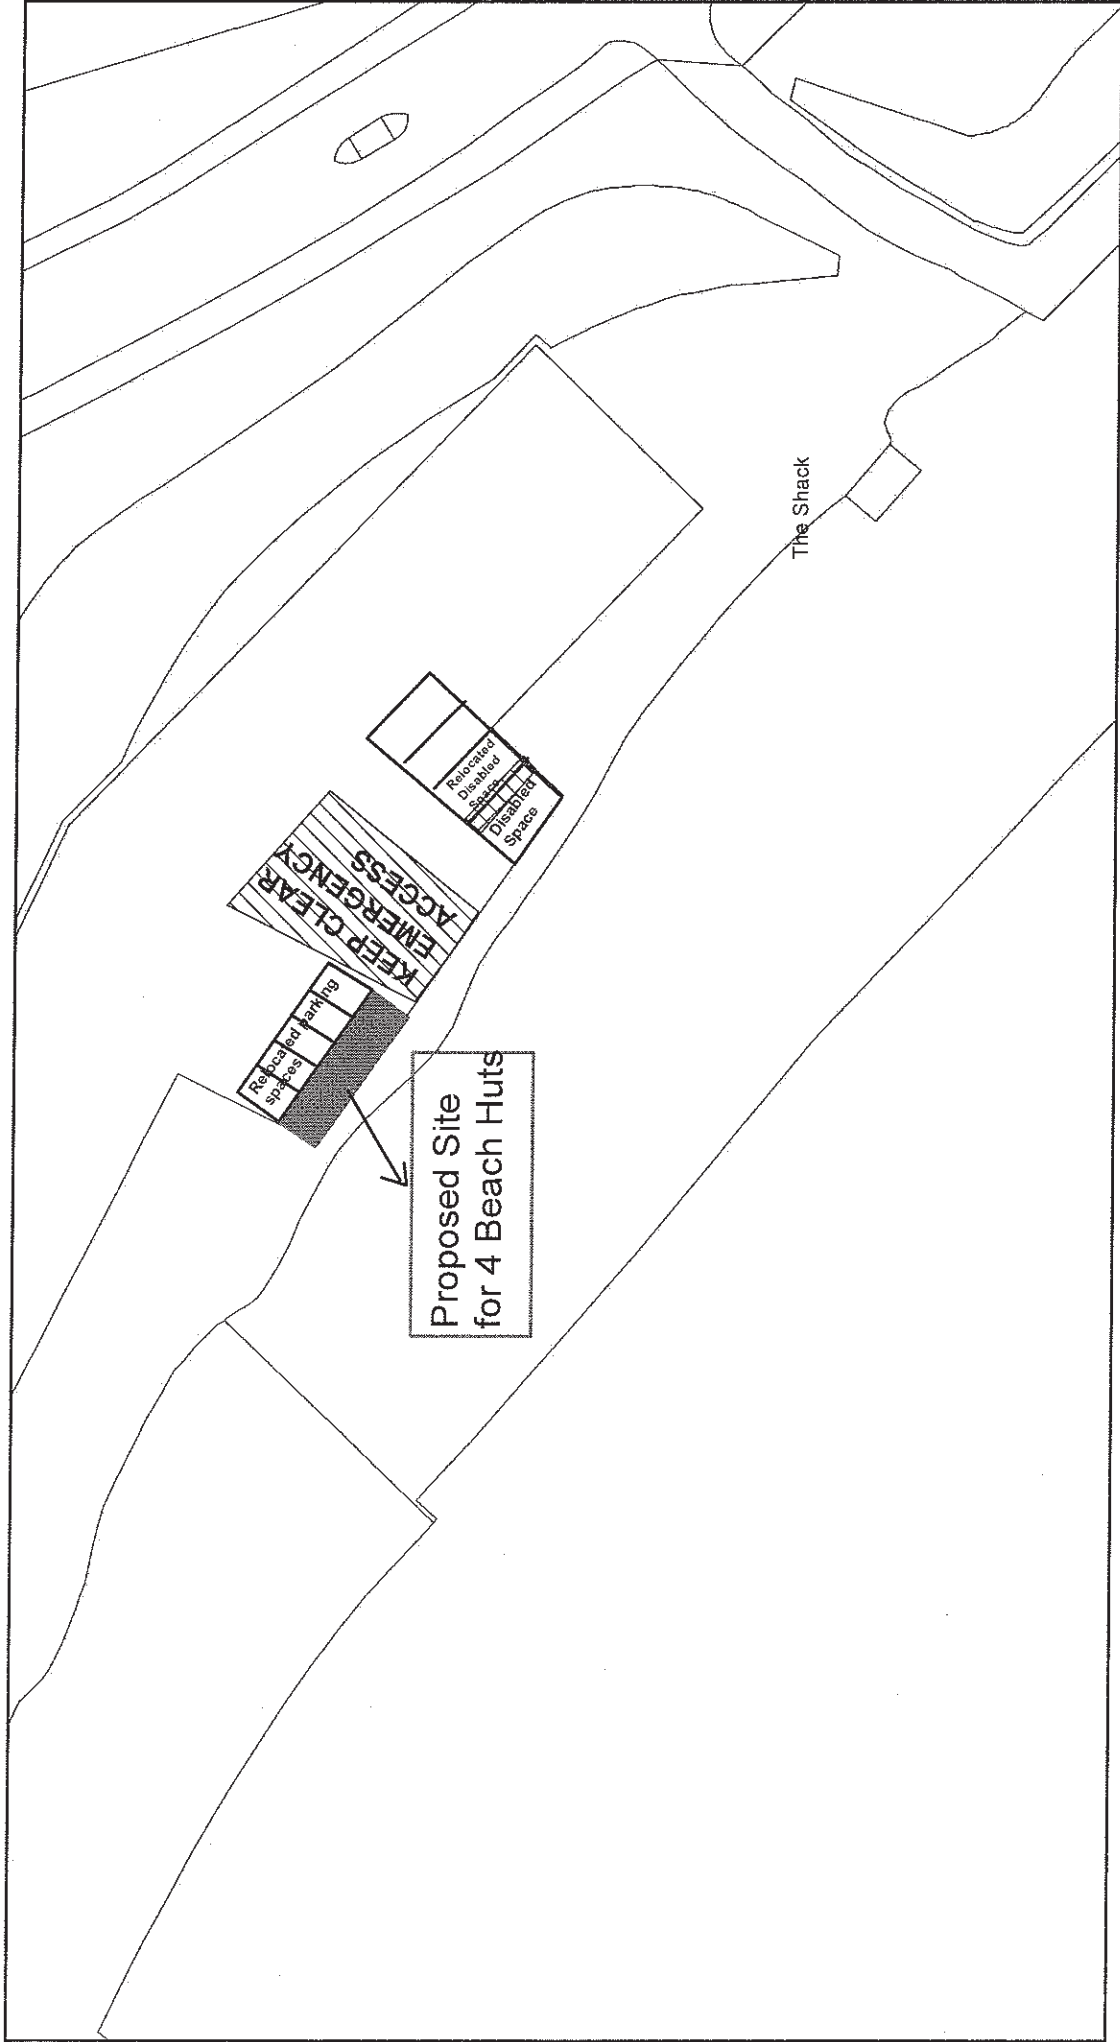 Relocated parking
spaces
KEEP CLEAR
EMERGENCY
ACCESS
Relocated
Disabled
Space
Disabled
Space
Proposed Site
for 4 Beach Huts
The Shack